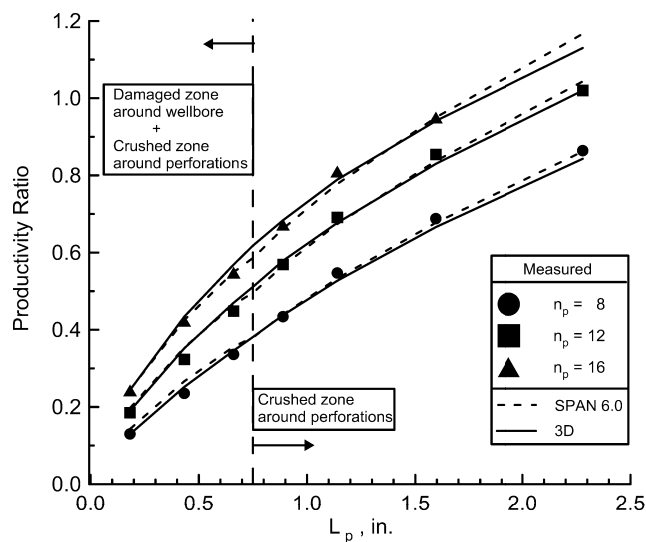 1.2
1.0
0.8
0.6
0.4
0.2
0.0
Productivity Ratio
Damaged zone
around wellbore
+
Crushed zone
around perforations
Crushed zone
around perforations
Measured
n_p = 8
n_p = 12
n_p = 16
SPAN 6.0
3D
0.0 0.5 1.0 1.5 2.0 2.5
L_p , in.